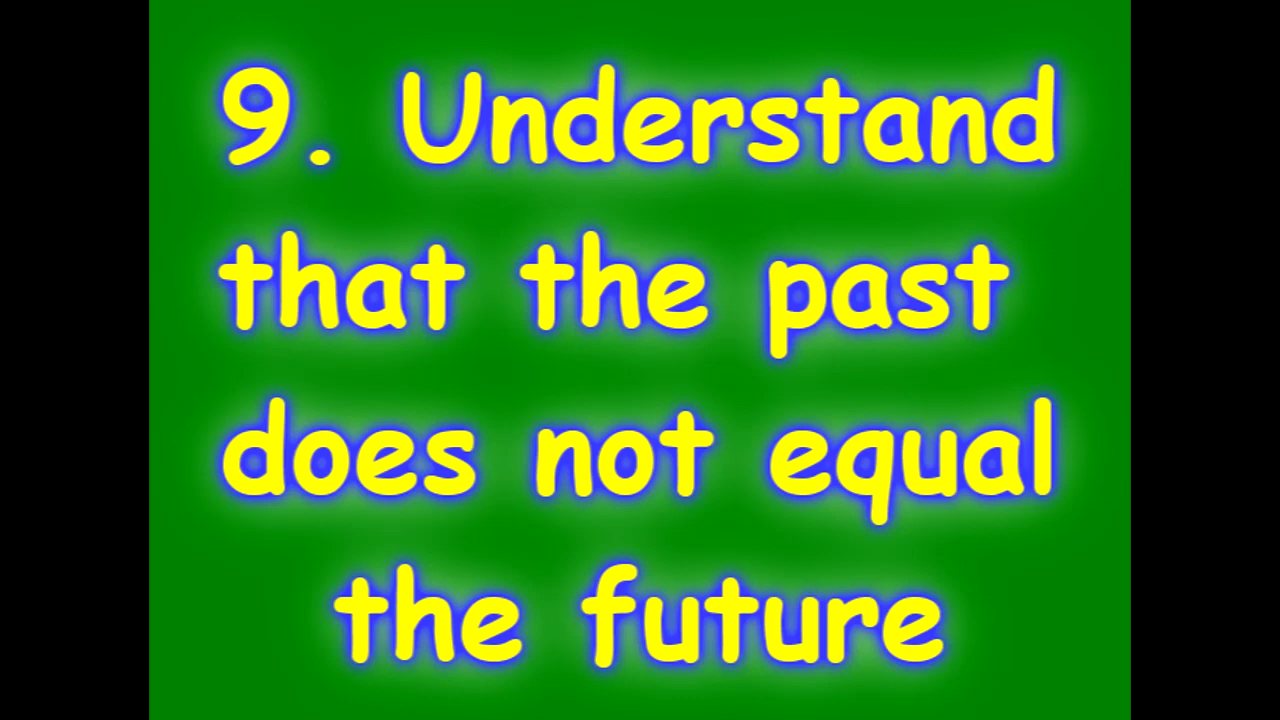 9. Understand
that the past
does not equal
the future